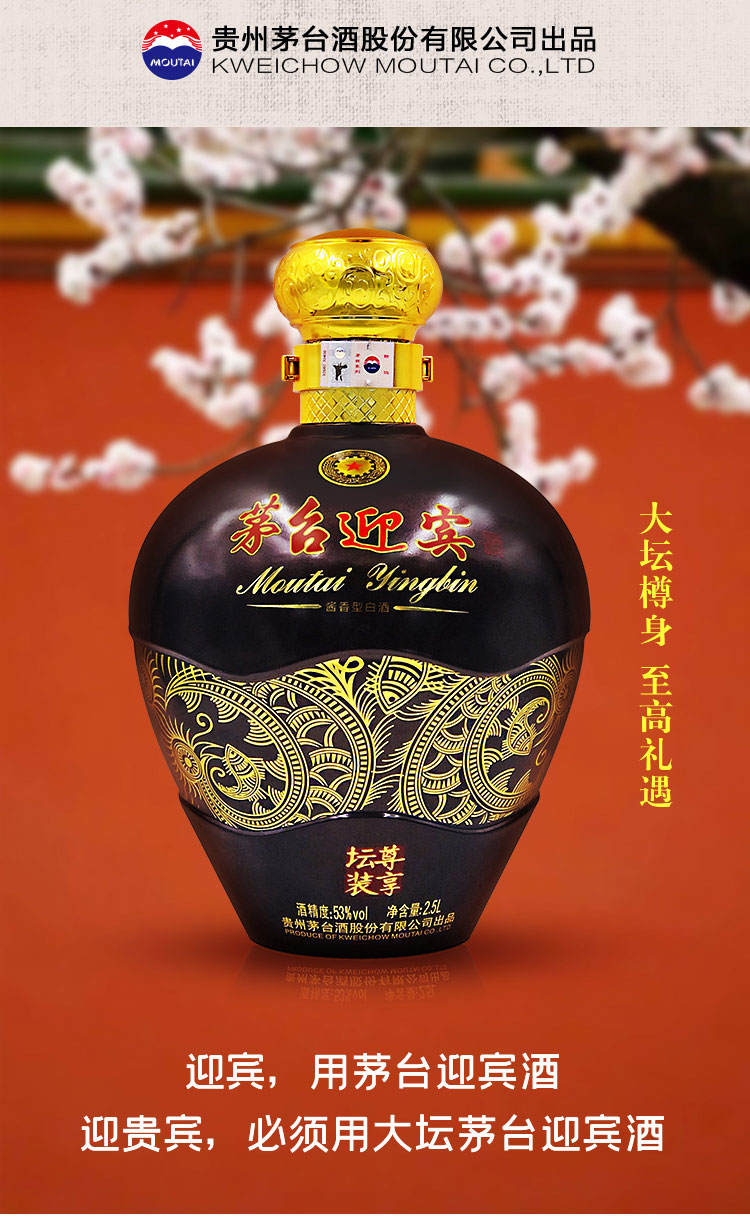 贵州茅台酒股份有限公司出品
MOUTAI
KWEICHOW MOUTAI CO.,LTD
茅台迎宾
Moutai Yingbin
酱香型白酒
大坛樽身 至高礼遇
尊享
坛装
酒精度:53%vol 净含量:2.5L
贵州茅台酒股份有限公司出品
PRODUCE OF KWEICHOW MOUTAI CO., LTD
迎宾，用茅台迎宾酒
迎贵宾，必须用大坛茅台迎宾酒